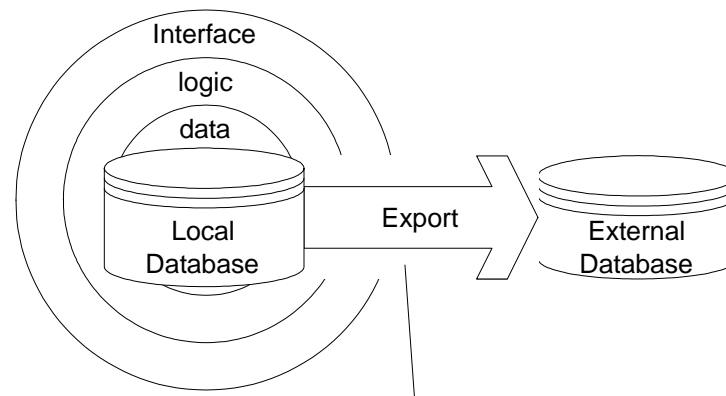 Interface
logic
data
Local
Database
Export
External
Database